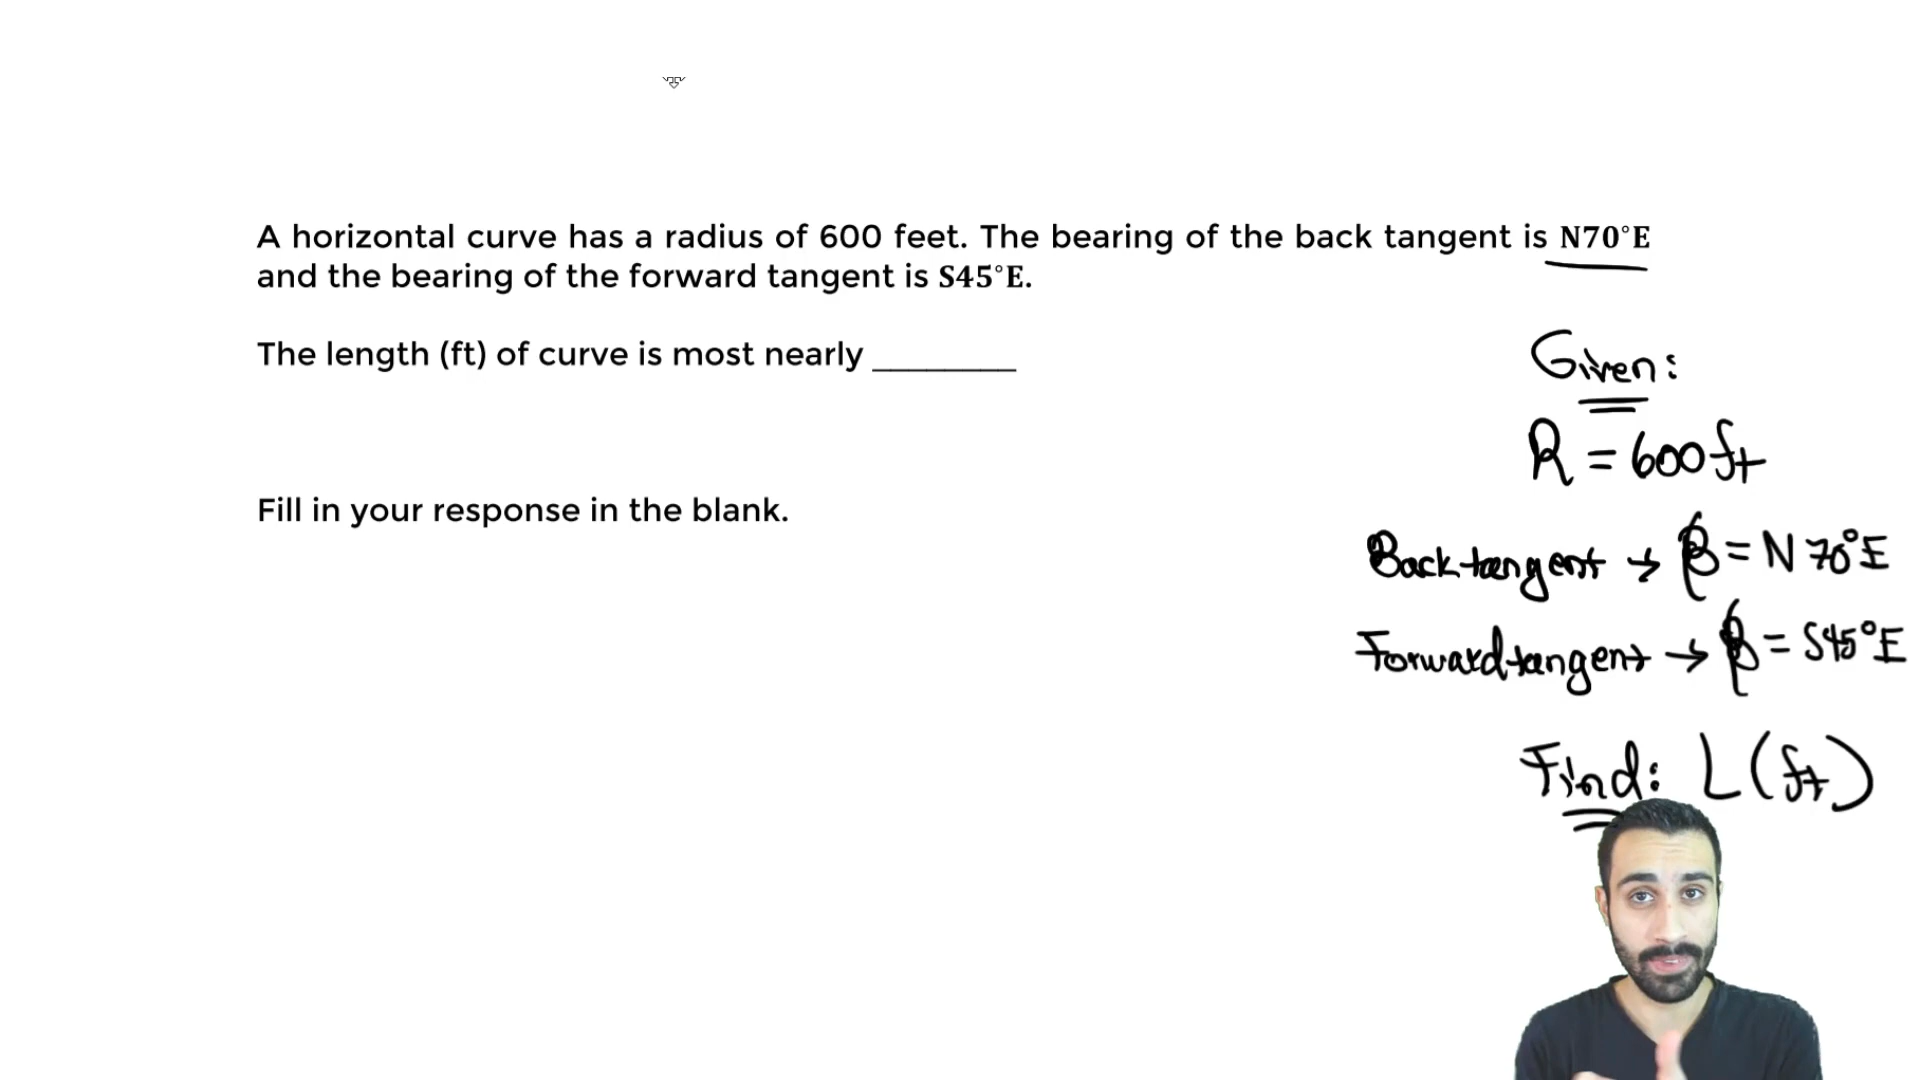 A horizontal curve has a radius of 600 feet. The bearing of the back tangent is N70°E
and the bearing of the forward tangent is S45°E.
The length (ft) of curve is most nearly ________
Fill in your response in the blank.
Given:
R = 600ft
Back tangent → β = N 70° E
Forward tangent → β = S45° E
Find: L (ft)